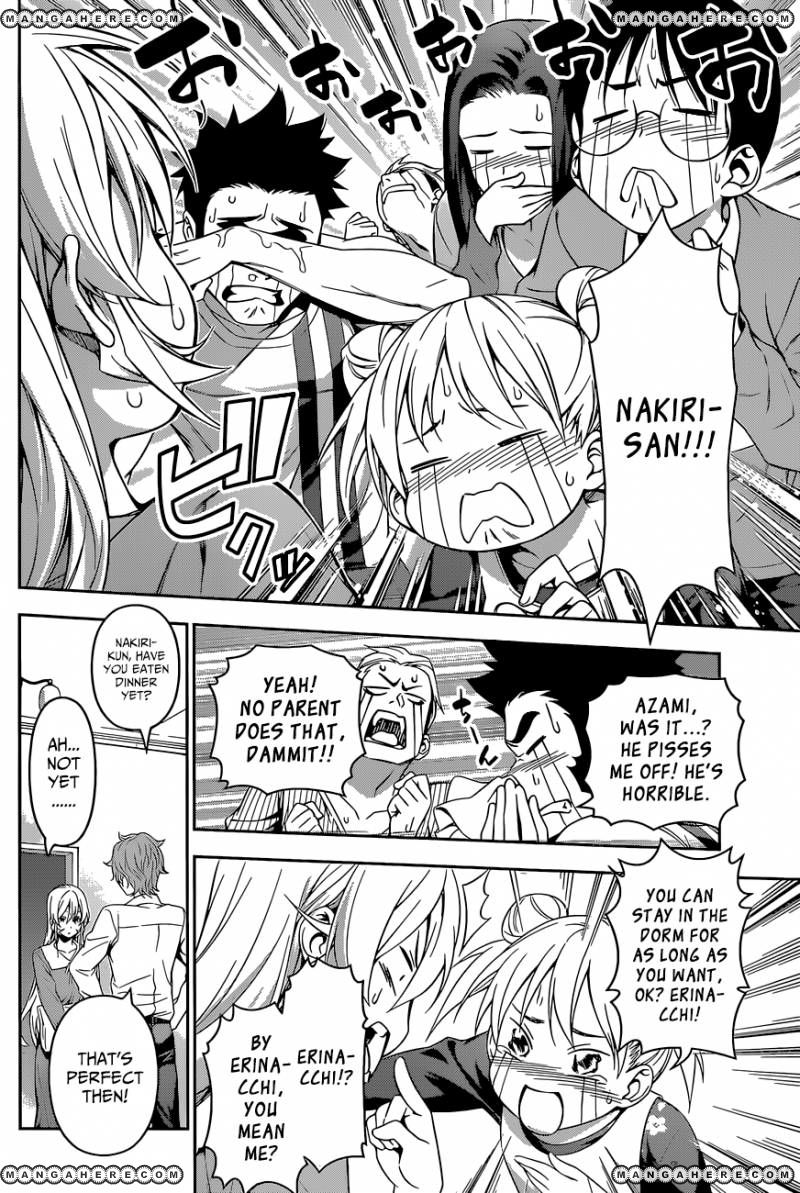 MANGAHERE.COM
MANGAHERE.COM
おおおおおお
NAKIRI-
SAN!!!
ビクッ
AZAMI,
WAS IT...?
HE PISSES
ME OFF! HE'S
HORRIBLE.
ちーん
YEAH!
NO PARENT
DOES THAT,
DAMMIT!!
YOU CAN
STAY IN THE
DORM FOR
AS LONG AS
YOU WANT,
OK? ERINA-
CCHI!
ERINA-
CCHI!?
BY
ERINA-
CCHI,
YOU
MEAN
ME?
NAKIRI-
KUN, HAVE
YOU EATEN
DINNER
YET?
AH...
NOT
YET
......
THAT'S
PERFECT
THEN!
MANGAHERE.COM
MANGAHERE.COM